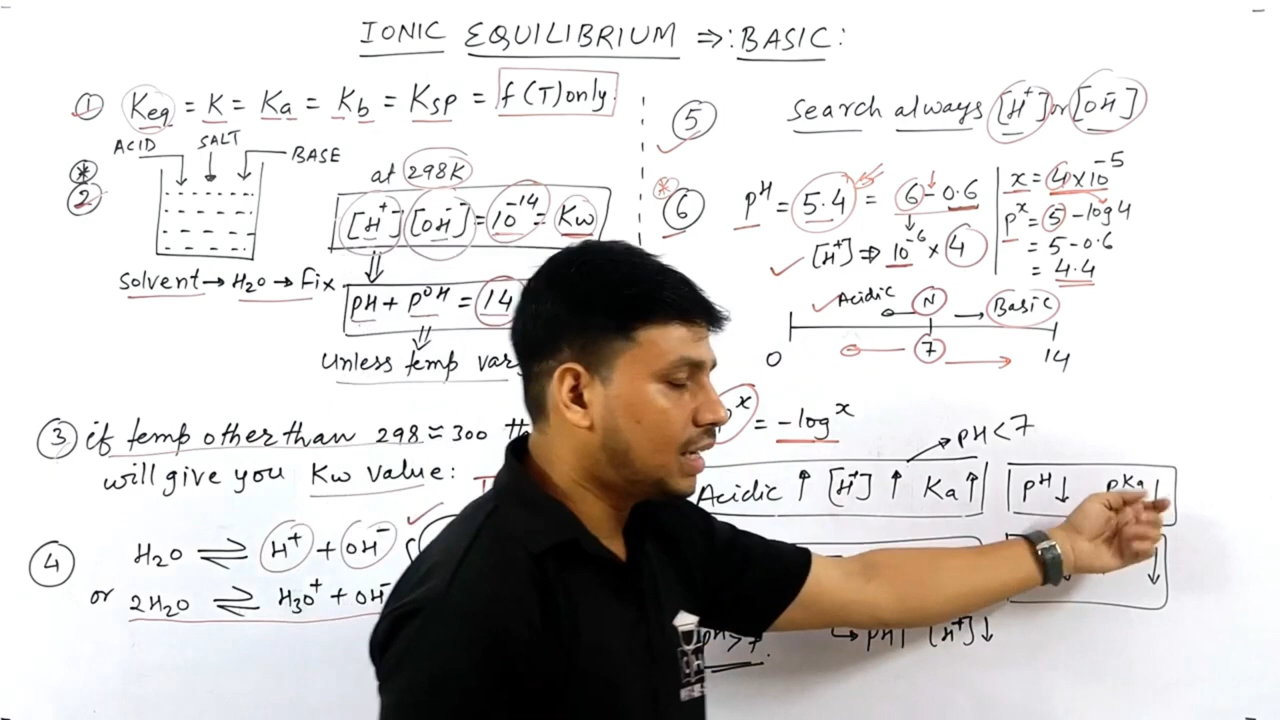 IONIC EQUILIBRIUM ⇒ :BASIC:
① Keq = K = Ka = Kb = Ksp = f(T) only.
ACID SALT BASE
* ②
at 298K
[H⁺] [OH⁻] = 10⁻¹⁴ = Kw
Solvent → H₂O → Fix
pH + pOH = 14
Unless temp
③ if temp other than 298 ≈ 300
will give you Kw value:
④ H₂O ⇌ H⁺ + OH⁻
or 2H₂O ⇌ H₃O⁺ + OH⁻
⑤ Search always [H⁺] or [OH⁻]
* ⑥ pH = 5.4 = 6 - 0.6
[H⁺] ⇒ 10⁻⁶ × 4
x = 4×10⁻⁵
pˣ = 5 - log 4
= 5 - 0.6
= 4.4
Acidic N → Basic
0 7 14
= -log x
→ pH < 7
Acidic ↑ [H⁺] ↑ Ka ↑
pH ↓ pKa ↓
pH > 7
[H⁺] ↓